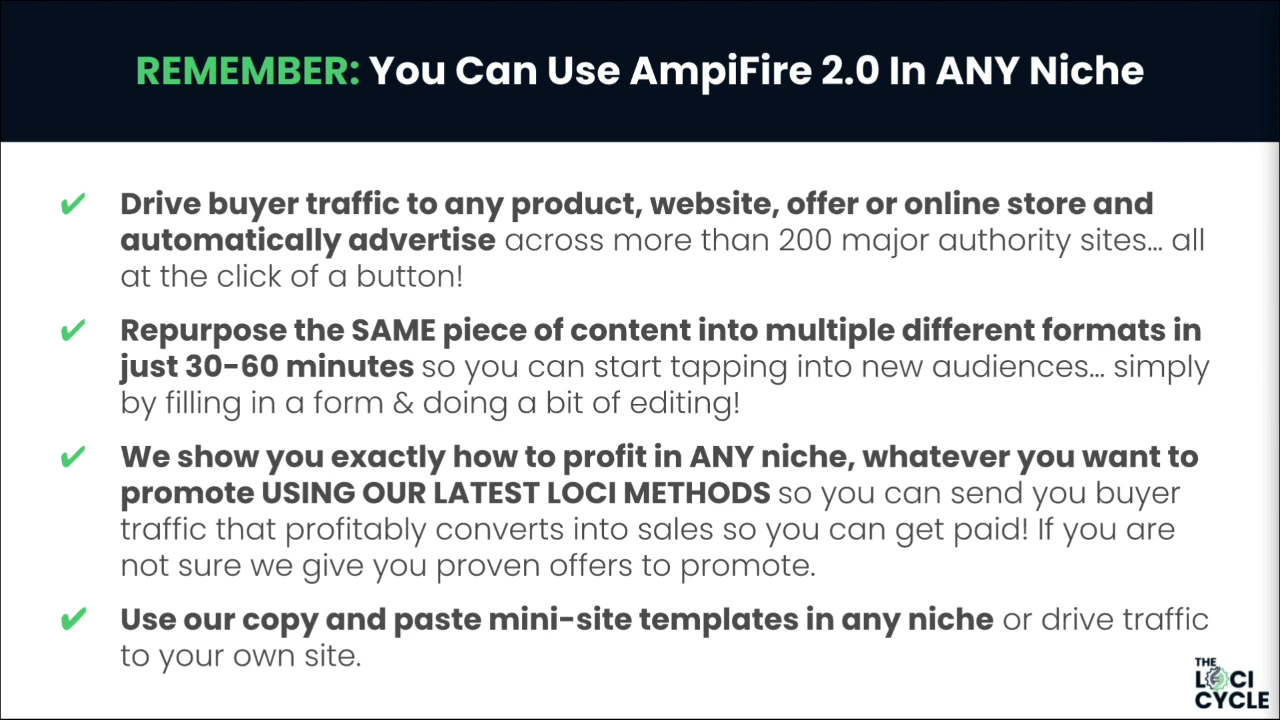 REMEMBER: You Can Use AmpiFire 2.0 In ANY Niche
✔ Drive buyer traffic to any product, website, offer or online store and
automatically advertise across more than 200 major authority sites... all
at the click of a button!
✔ Repurpose the SAME piece of content into multiple different formats in
just 30-60 minutes so you can start tapping into new audiences... simply
by filling in a form & doing a bit of editing!
✔ We show you exactly how to profit in ANY niche, whatever you want to
promote USING OUR LATEST LOCI METHODS so you can send you buyer
traffic that profitably converts into sales so you can get paid! If you are
not sure we give you proven offers to promote.
✔ Use our copy and paste mini-site templates in any niche or drive traffic
to your own site.
THE
LOCI
CYCLE